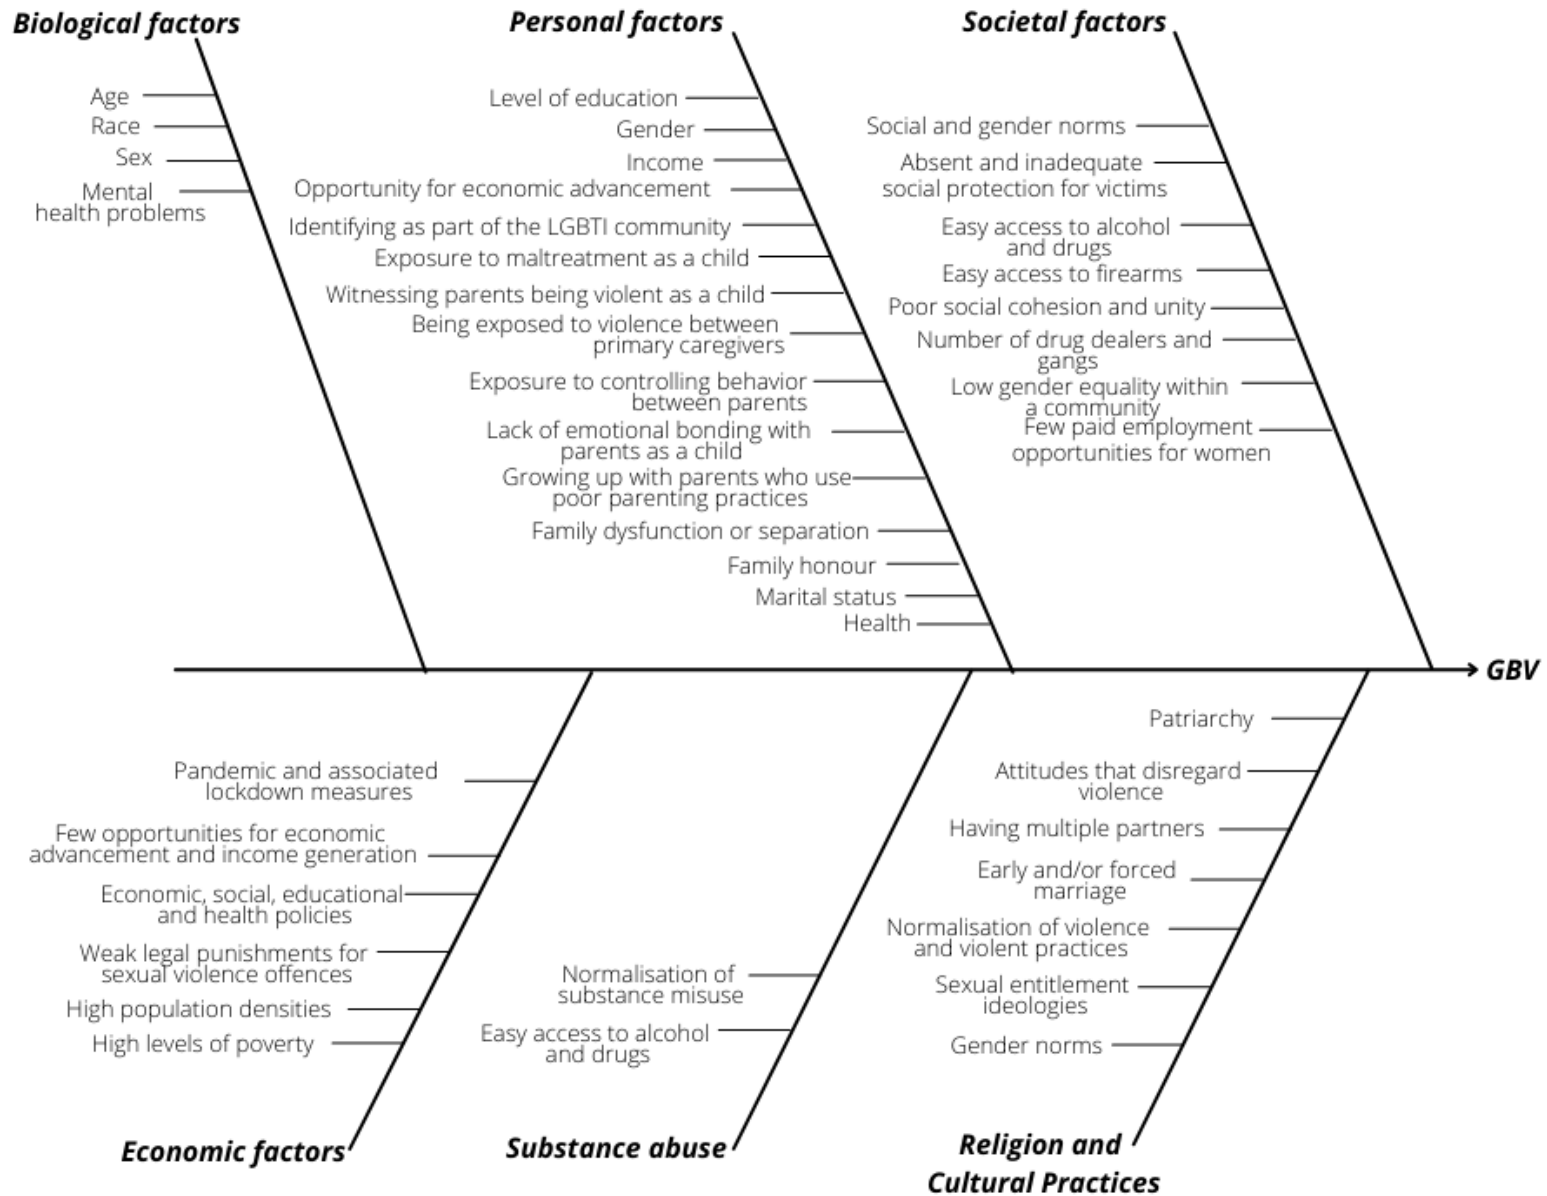 Biological factors
Age
Race
Sex
Mental
health problems
Personal factors
Level of education
Gender
Income
Opportunity for economic advancement
Identifying as part of the LGBTI community
Exposure to maltreatment as a child
Witnessing parents being violent as a child
Being exposed to violence between
primary caregivers
Exposure to controlling behavior
between parents
Lack of emotional bonding with
parents as a child
Growing up with parents who use
poor parenting practices
Family dysfunction or separation
Family honour
Marital status
Health
Societal factors
Social and gender norms
Absent and inadequate
social protection for victims
Easy access to alcohol
and drugs
Easy access to firearms
Poor social cohesion and unity
Number of drug dealers and
gangs
Low gender equality within
a community
Few paid employment
opportunities for women
GBV
Pandemic and associated
lockdown measures
Few opportunities for economic
advancement and income generation
Economic, social, educational
and health policies
Weak legal punishments for
sexual violence offences
High population densities
High levels of poverty
Economic factors
Normalisation of
substance misuse
Easy access to alcohol
and drugs
Substance abuse
Patriarchy
Attitudes that disregard
violence
Having multiple partners
Early and/or forced
marriage
Normalisation of violence
and violent practices
Sexual entitlement
ideologies
Gender norms
Religion and
Cultural Practices